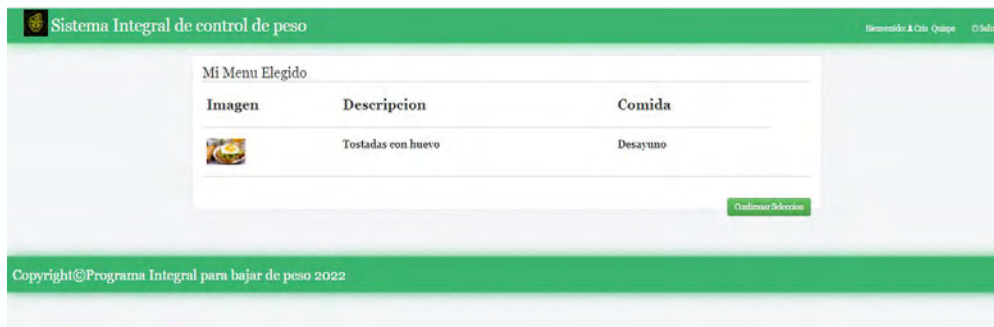 Sistema Integral de control de peso
Bienvenido: Cris Quispe Salir
Mi Menu Elegido
Imagen Descripcion Comida
Tostadas con huevo Desayuno
Confirmar Seleccion
Copyright©Programa Integral para bajar de peso 2022